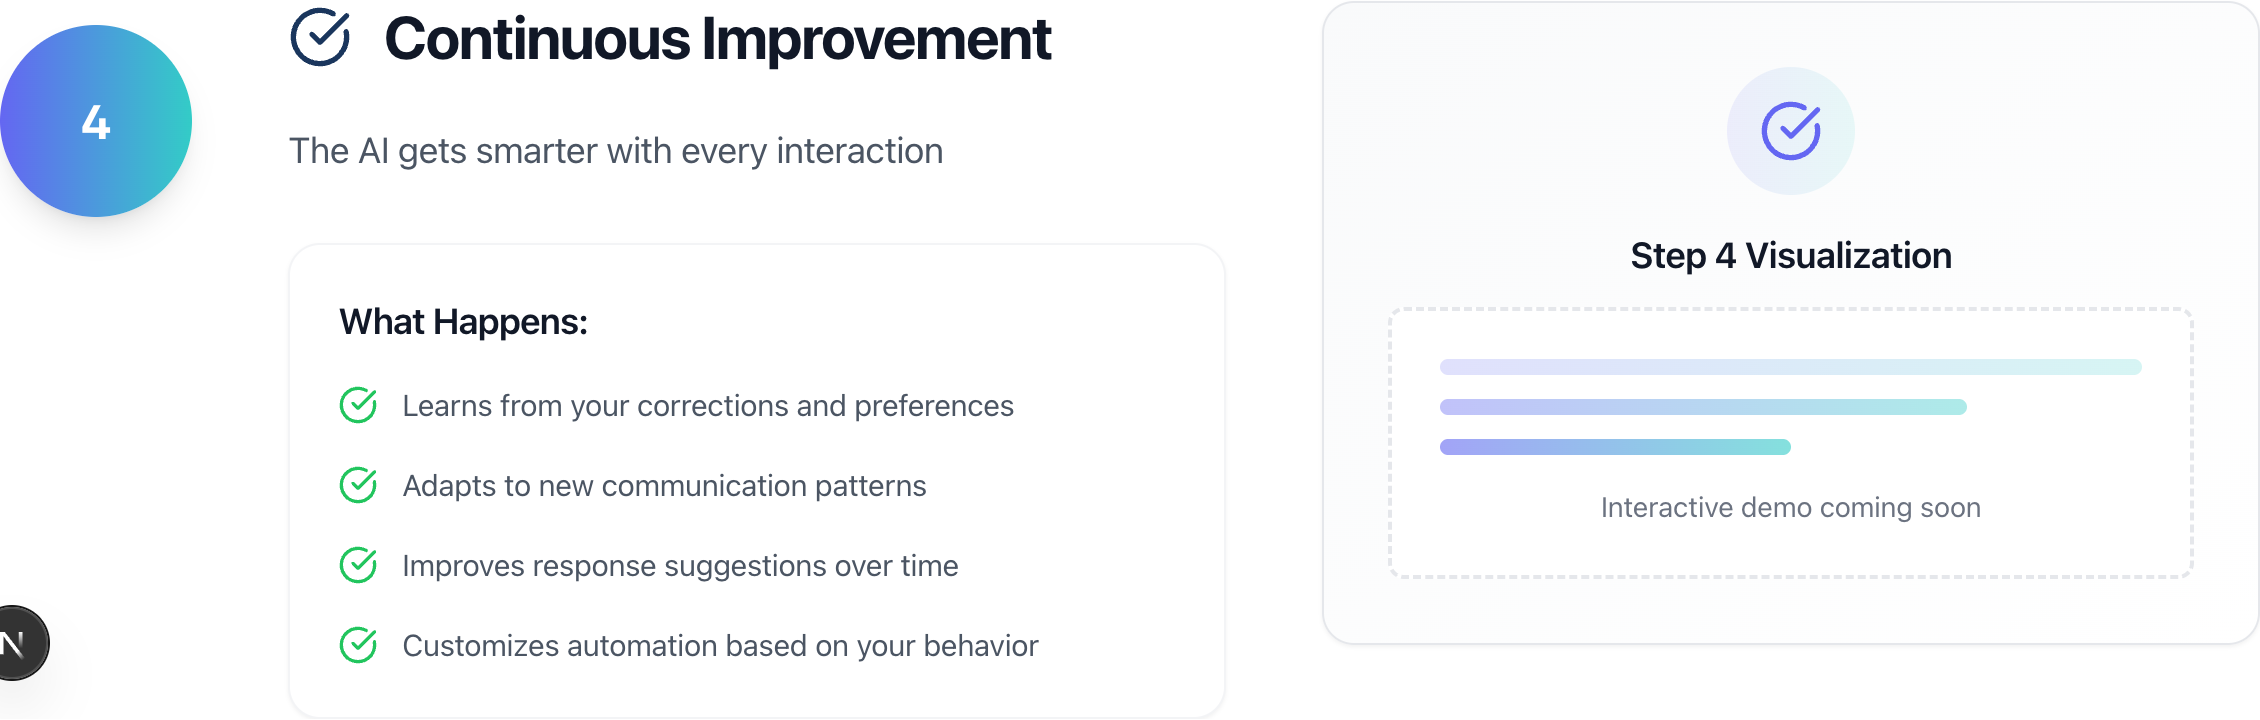 4
Continuous Improvement
The AI gets smarter with every interaction
What Happens:
Learns from your corrections and preferences
Adapts to new communication patterns
Improves response suggestions over time
Customizes automation based on your behavior
N
Step 4 Visualization
Interactive demo coming soon